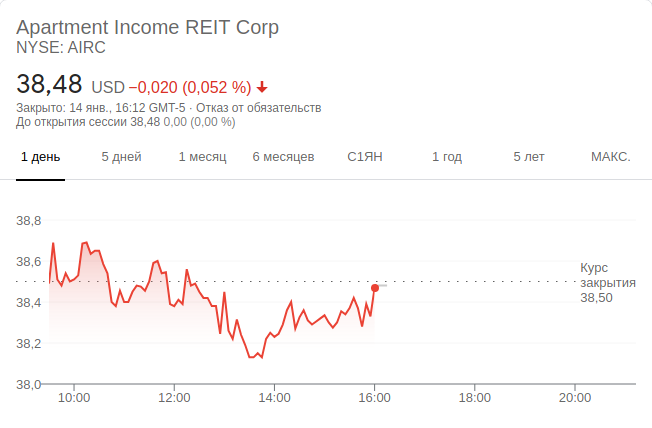 Apartment Income REIT Corp
NYSE: AIRC
38,48 USD −0,020 (0,052 %)
Закрыто: 14 янв., 16:12 GMT-5 · Отказ от обязательств
До открытия сессии 38,48 0,00 (0,00 %)
1 день 5 дней 1 месяц 6 месяцев С1ЯН 1 год 5 лет МАКС.
38,8
38,6
38,4
38,2
38,0
Курс
закрытия
38,50
10:00 12:00 14:00 16:00 18:00 20:00